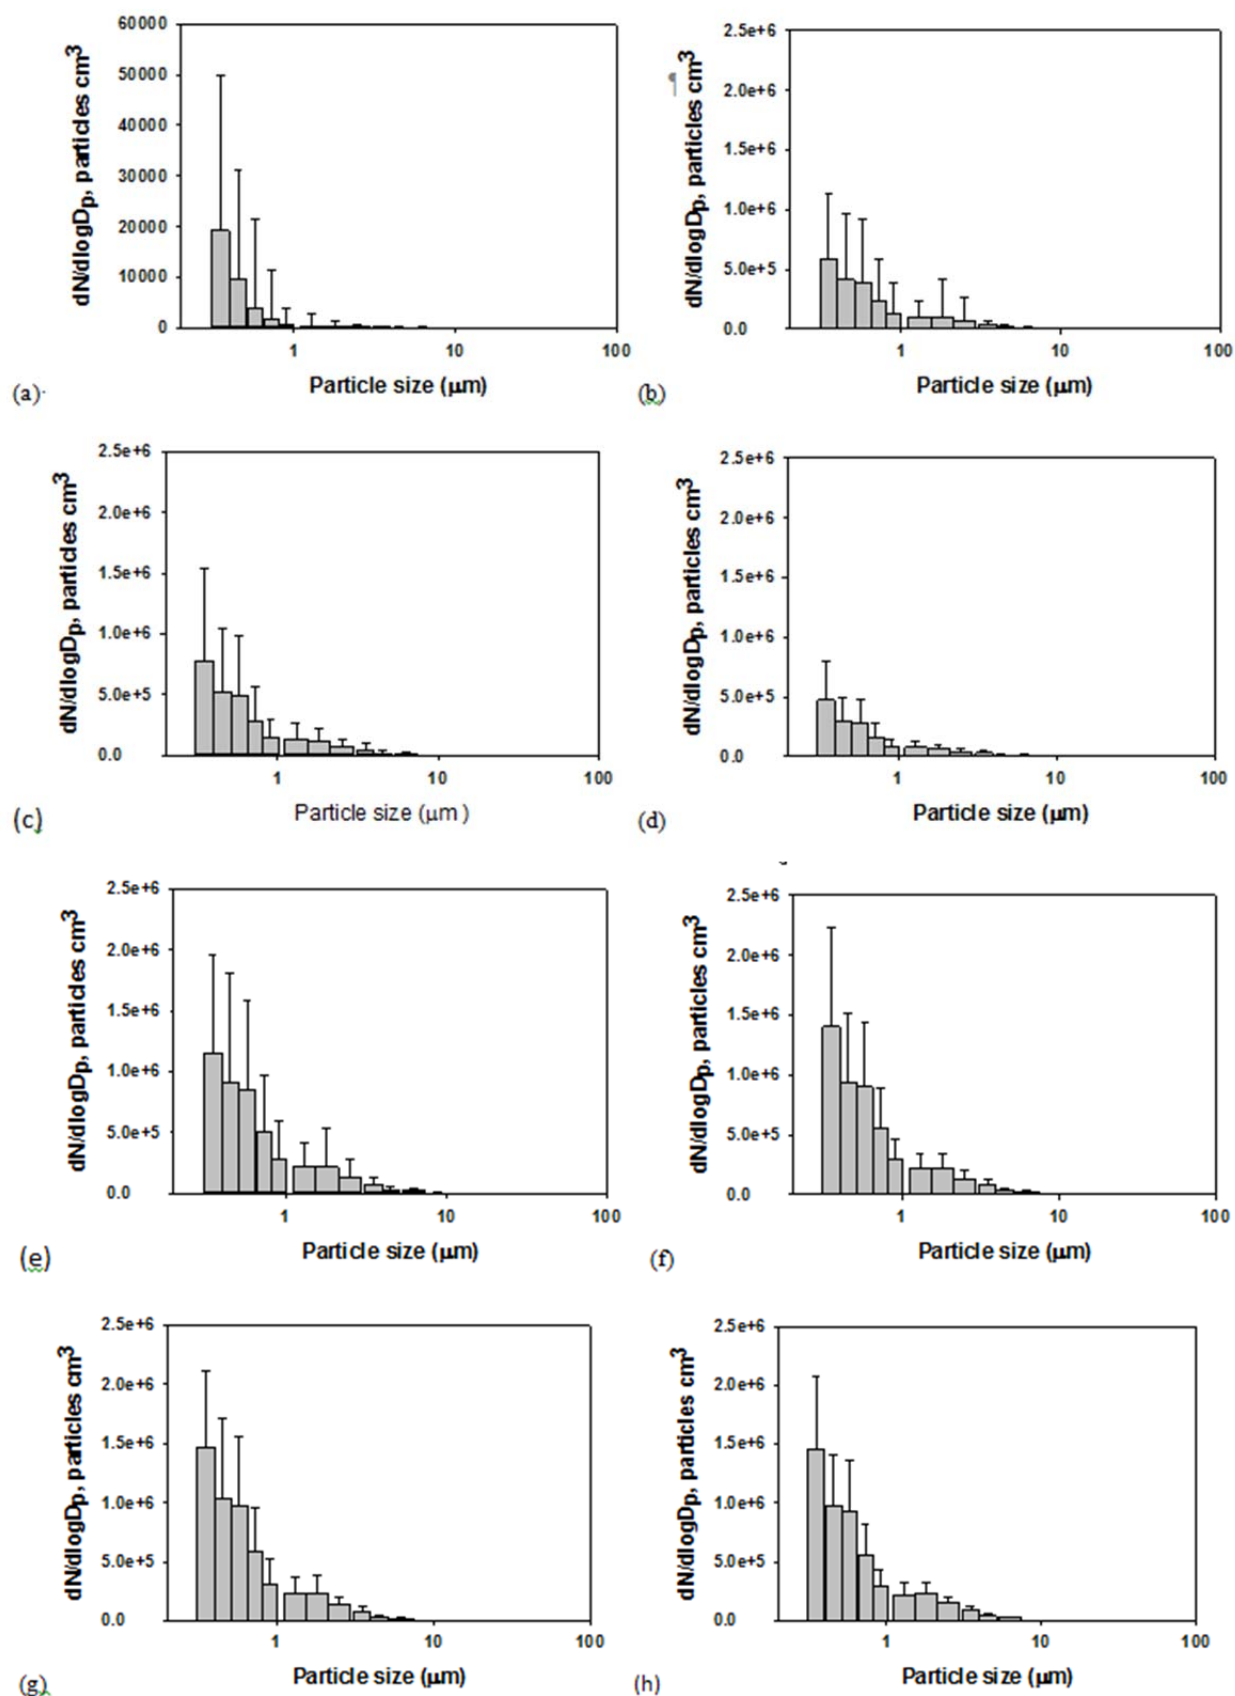 60000
50000
40000
30000
20000
10000
0
dN/dlogDp, particles cm3
1 10 100
Particle size (μm)
(a)·
2.5e+6
2.0e+6
1.5e+6
1.0e+6
5.0e+5
0.0
¶
dN/dlogDp, particles cm3
1 10 100
Particle size (μm)
(b)
2.5e+6
2.0e+6
1.5e+6
1.0e+6
5.0e+5
0.0
dN/dlogDp, particles cm3
1 10 100
Particle size (μm)
(c)
2.5e+6
2.0e+6
1.5e+6
1.0e+6
5.0e+5
0.0
dN/dlogDp, particles cm3
1 10 100
Particle size (μm)
(d)
2.5e+6
2.0e+6
1.5e+6
1.0e+6
5.0e+5
0.0
dN/dlogDp, particles cm3
1 10 100
Particle size (μm)
(e)
2.5e+6
2.0e+6
1.5e+6
1.0e+6
5.0e+5
0.0
dN/dlogDp, particles cm3
1 10 100
Particle size (μm)
(f)
2.5e+6
2.0e+6
1.5e+6
1.0e+6
5.0e+5
0.0
dN/dlogDp, particles cm3
1 10 100
Particle size (μm)
(g)
2.5e+6
2.0e+6
1.5e+6
1.0e+6
5.0e+5
0.0
dN/dlogDp, particles cm3
1 10 100
Particle size (μm)
(h)